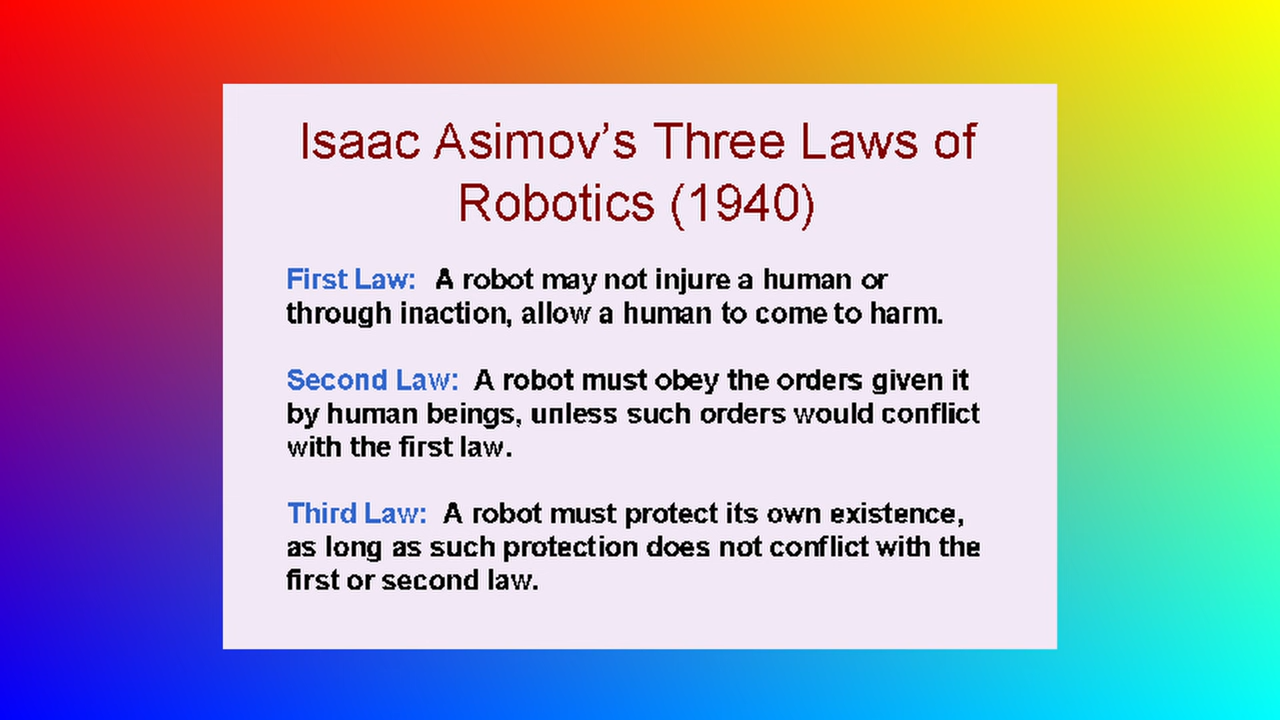 Isaac Asimov’s Three Laws of
Robotics (1940)
First Law: A robot may not injure a human or
through inaction, allow a human to come to harm.
Second Law: A robot must obey the orders given it
by human beings, unless such orders would conflict
with the first law.
Third Law: A robot must protect its own existence,
as long as such protection does not conflict with the
first or second law.